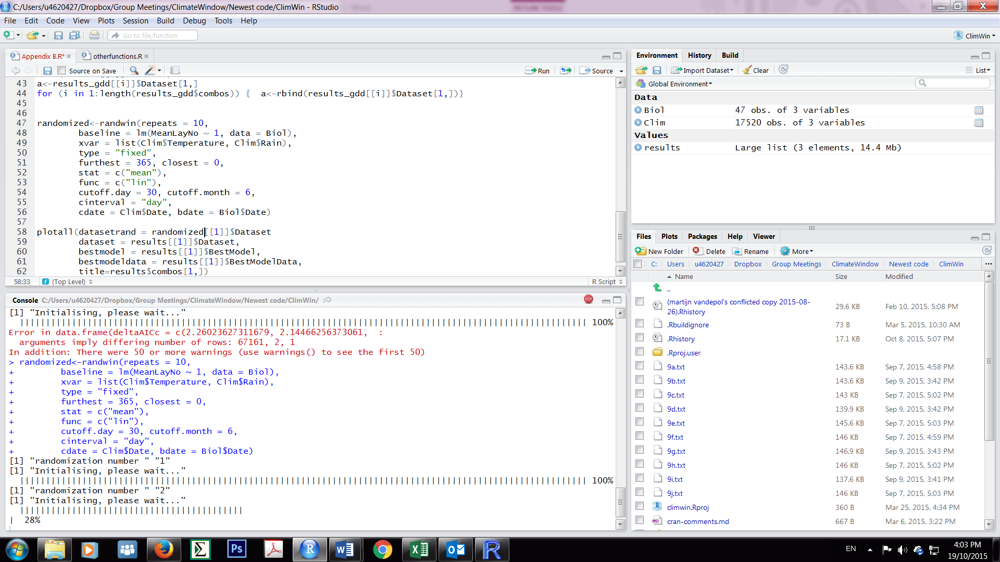 C:/Users/u4620427/Dropbox/Group Meetings/ClimateWindow/Newest code/ClimWin - RStudio
File Edit Code View Plots Session Build Debug Tools Help
Go to file/function
ClimWin
Appendix B.R* otherfunctions.R
Source on Save Run Source
43 a<-results_gdd[[i]]$Dataset[1,]
44 for (i in 1:length(results_gdd$combos)) {  a<-rbind(results_gdd[[i]]$Dataset[1,])}
45
46
47 randomized<-randwin(repeats = 10,
48 baseline = lm(MeanLayNo ~ 1, data = Biol),
49 xvar = list(Clim$Temperature, Clim$Rain),
50 type = "fixed",
51 furthest = 365, closest = 0,
52 stat = c("mean"),
53 func = c("lin"),
54 cutoff.day = 30, cutoff.month = 6,
55 cinterval = "day",
56 cdate = Clim$Date, bdate = Biol$Date)
57
58 plotall(datasetrand = randomized[[1]]$Dataset
59 dataset = results[[1]]$Dataset,
60 bestmodel = results[[1]]$BestModel,
61 bestmodeldata = results[[1]]$BestModelData,
62 title=results$combos[1,])
58:33 (Top Level) R Script
Console C:/Users/u4620427/Dropbox/Group Meetings/ClimateWindow/Newest code/ClimWin/
[1] "Initialising, please wait..."
100%
Error in data.frame(deltaAICc = c(2.26023627311679, 2.14466256373061,  :
arguments imply differing number of rows: 67161, 2, 1
In addition: There were 50 or more warnings (use warnings() to see the first 50)
> randomized<-randwin(repeats = 10,
+ baseline = lm(MeanLayNo ~ 1, data = Biol),
+ xvar = list(Clim$Temperature, Clim$Rain),
+ type = "fixed",
+ furthest = 365, closest = 0,
+ stat = c("mean"),
+ func = c("lin"),
+ cutoff.day = 30, cutoff.month = 6,
+ cinterval = "day",
+ cdate = Clim$Date, bdate = Biol$Date)
[1] "randomization number " "1"
[1] "Initialising, please wait..."
100%
[1] "randomization number " "2"
[1] "Initialising, please wait..."
| 28%
Environment History Build
Import Dataset Clear List
Global Environment
Data
Biol 47 obs. of 3 variables
Clim 17520 obs. of 3 variables
Values
results Large list (3 elements, 14.4 Mb)
Files Plots Packages Help Viewer
New Folder Delete Rename More
C: Users u4620427 Dropbox Group Meetings ClimateWindow Newest code ClimWin ...
Name Size Modified
..
(martijn vandepol's conflicted copy 2015-08-26).Rhistory 29.6 KB Feb 10, 2015, 5:08 PM
.Rbuildignore 73 B Mar 5, 2015, 10:30 AM
.Rhistory 17.1 KB Oct 8, 2015, 5:07 PM
.Rproj.user
9a.txt 143.6 KB Sep 7, 2015, 4:58 PM
9b.txt 143.6 KB Sep 9, 2015, 3:42 PM
9c.txt 143 KB Sep 7, 2015, 5:02 PM
9d.txt 139.9 KB Sep 9, 2015, 3:42 PM
9e.txt 145.6 KB Sep 7, 2015, 5:03 PM
9f.txt 146 KB Sep 7, 2015, 4:59 PM
9g.txt 146.9 KB Sep 9, 2015, 3:43 PM
9h.txt 146 KB Sep 7, 2015, 5:02 PM
9i.txt 137.6 KB Sep 9, 2015, 3:41 PM
9j.txt 146 KB Sep 7, 2015, 5:03 PM
climwin.Rproj 360 B Mar 25, 2015, 4:34 PM
cran-comments.md 667 B Mar 6, 2015, 3:22 PM
EN
4:03 PM
19/10/2015